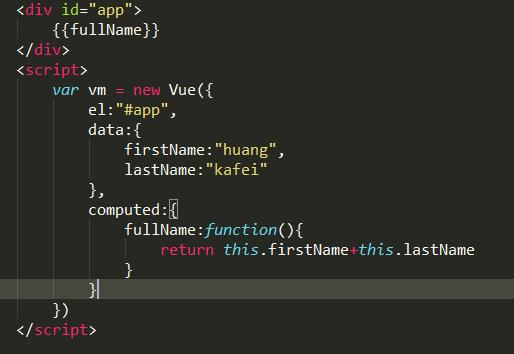 <div id="app">
    {{fullName}}
</div>
<script>
    var vm = new Vue({
        el:"#app",
        data:{
            firstName:"huang",
            lastName:"kafei"
        },
        computed:{
            fullName:function(){
                return this.firstName+this.lastName
            }
        }
    })
</script>